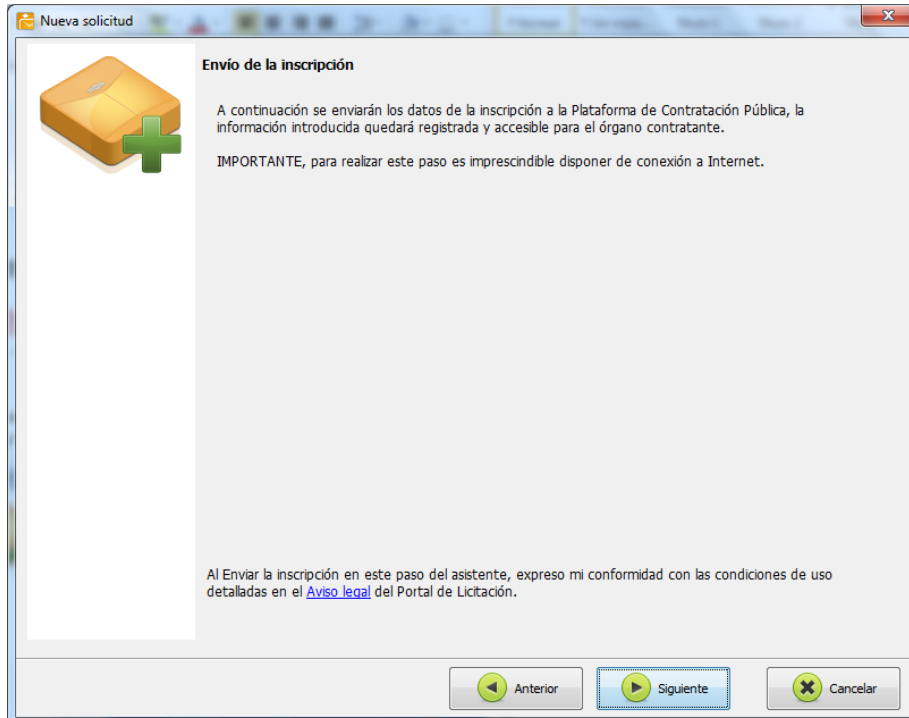 Nueva solicitud
Envío de la inscripción
A continuación se enviarán los datos de la inscripción a la Plataforma de Contratación Pública, la
información introducida quedará registrada y accesible para el órgano contratante.
IMPORTANTE, para realizar este paso es imprescindible disponer de conexión a Internet.
Al Enviar la inscripción en este paso del asistente, expreso mi conformidad con las condiciones de uso
detalladas en el Aviso legal del Portal de Licitación.
Anterior
Siguiente
Cancelar